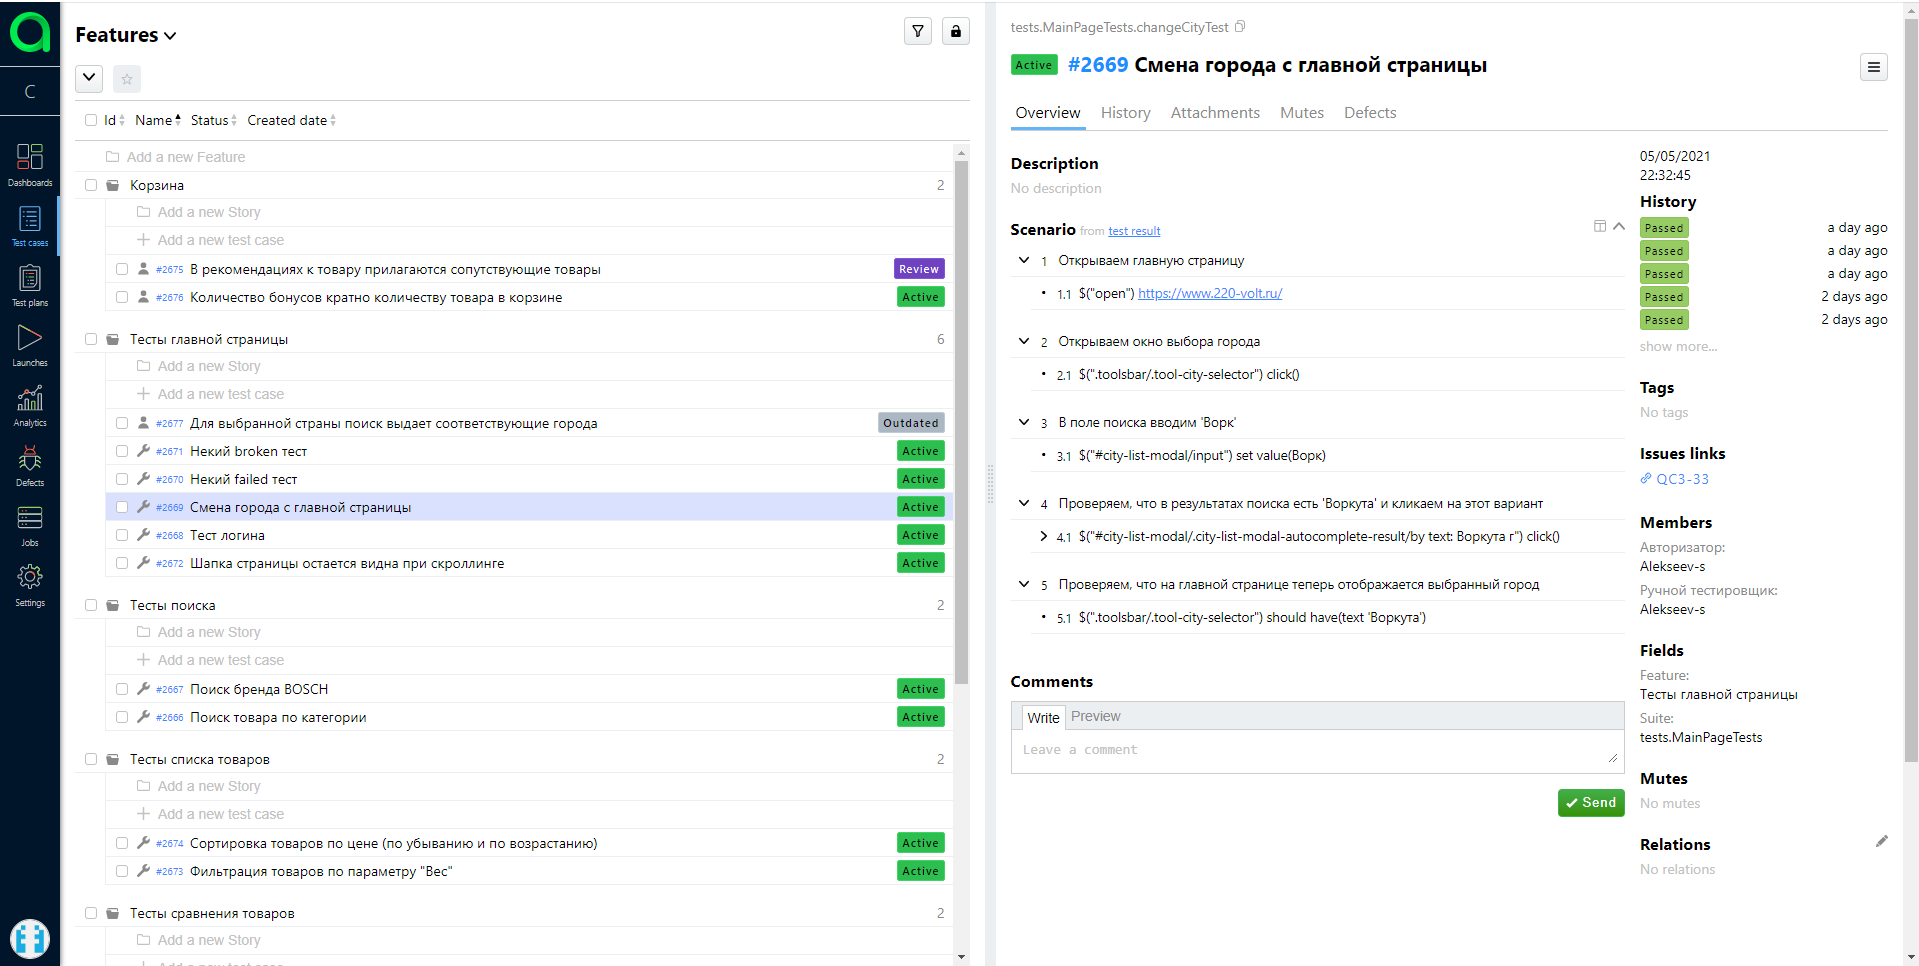 C
Dashboards
Test cases
Test plans
Launches
Analytics
Defects
Jobs
Settings
Features
Id Name Status Created date
Add a new Feature
Корзина 2
Add a new Story
Add a new test case
#2675 В рекомендациях к товару прилагаются сопутствующие товары Review
#2676 Количество бонусов кратно количеству товара в корзине Active
Тесты главной страницы 6
Add a new Story
Add a new test case
#2677 Для выбранной страны поиск выдает соответствующие города Outdated
#2671 Некий broken тест Active
#2670 Некий failed тест Active
#2669 Смена города с главной страницы Active
#2668 Тест логина Active
#2672 Шапка страницы остается видна при скроллинге Active
Тесты поиска 2
Add a new Story
Add a new test case
#2667 Поиск бренда BOSCH Active
#2666 Поиск товара по категории Active
Тесты списка товаров 2
Add a new Story
Add a new test case
#2674 Сортировка товаров по цене (по убыванию и по возрастанию) Active
#2673 Фильтрация товаров по параметру "Вес" Active
Тесты сравнения товаров 2
Add a new Story
Add a new test case
tests.MainPageTests.changeCityTest
Active #2669 Смена города с главной страницы
Overview History Attachments Mutes Defects
Description
No description
Scenario from test result
1 Открываем главную страницу
1.1 $("open") https://www.220-volt.ru/
2 Открываем окно выбора города
2.1 $(".toolsbar/.tool-city-selector") click()
3 В поле поиска вводим 'Ворк'
3.1 $("#city-list-modal/input") set value(Ворк)
4 Проверяем, что в результатах поиска есть 'Воркута' и кликаем на этот вариант
4.1 $("#city-list-modal/.city-list-modal-autocomplete-result/by text: Воркута г") click()
5 Проверяем, что на главной странице теперь отображается выбранный город
5.1 $(".toolsbar/.tool-city-selector") should have(text 'Воркута')
Comments
Write Preview
Leave a comment
Send
05/05/2021
22:32:45
History
Passed a day ago
Passed a day ago
Passed a day ago
Passed 2 days ago
Passed 2 days ago
show more...
Tags
No tags
Issues links
QC3-33
Members
Авторизатор:
Alekseev-s
Ручной тестировщик:
Alekseev-s
Fields
Feature:
Тесты главной страницы
Suite:
tests.MainPageTests
Mutes
No mutes
Relations
No relations